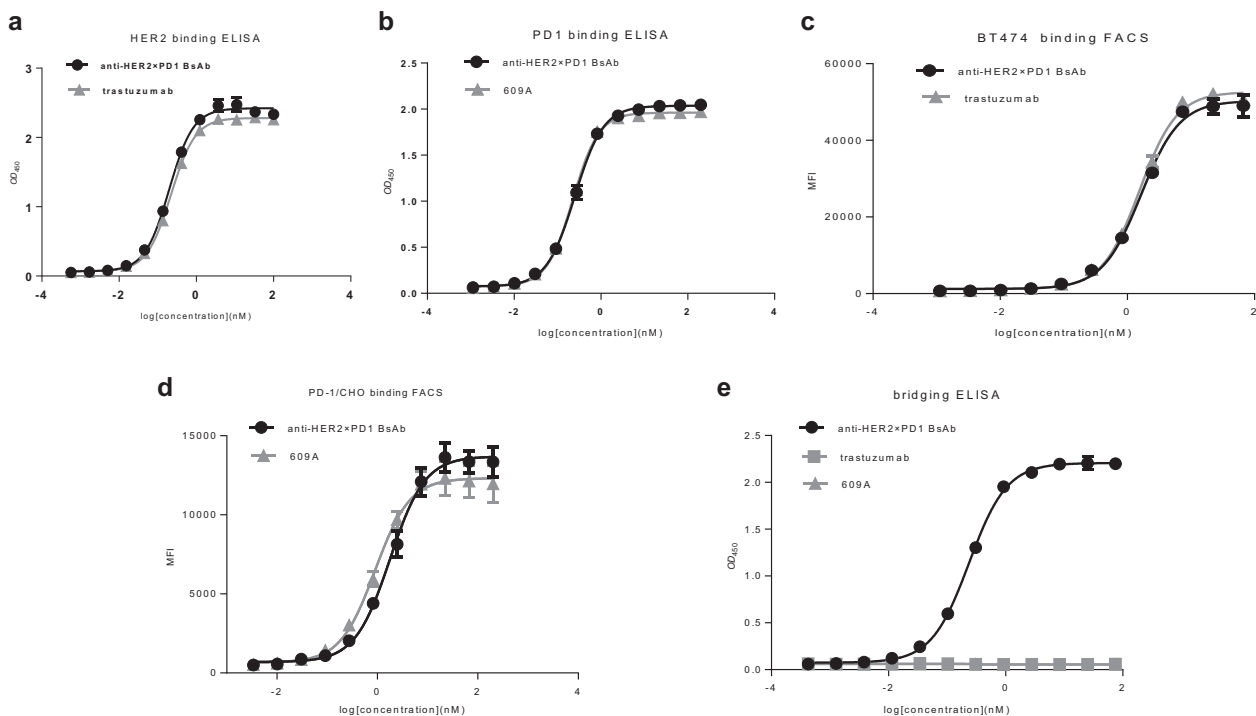 a
HER2 binding ELISA
anti-HER2×PD1 BsAb
trastuzumab
3
2
1
0
OD450
-4
-2
0
2
4
log[concentration](nM)
b
PD1 binding ELISA
anti-HER2×PD1 BsAb
609A
2.5
2.0
1.5
1.0
0.5
0.0
OD450
-4
-2
0
2
4
log[concentration](nM)
c
BT474 binding FACS
anti-HER2×PD1 BsAb
trastuzumab
60000
40000
20000
0
MFI
-4
-2
0
2
log[concentration](nM)
d
PD-1/CHO binding FACS
anti-HER2×PD1 BsAb
609A
15000
10000
5000
0
MFI
-2
0
2
4
log[concentration](nM)
e
bridging ELISA
anti-HER2×PD1 BsAb
trastuzumab
609A
2.5
2.0
1.5
1.0
0.5
0.0
OD450
-4
-2
0
2
log[concentration](nM)